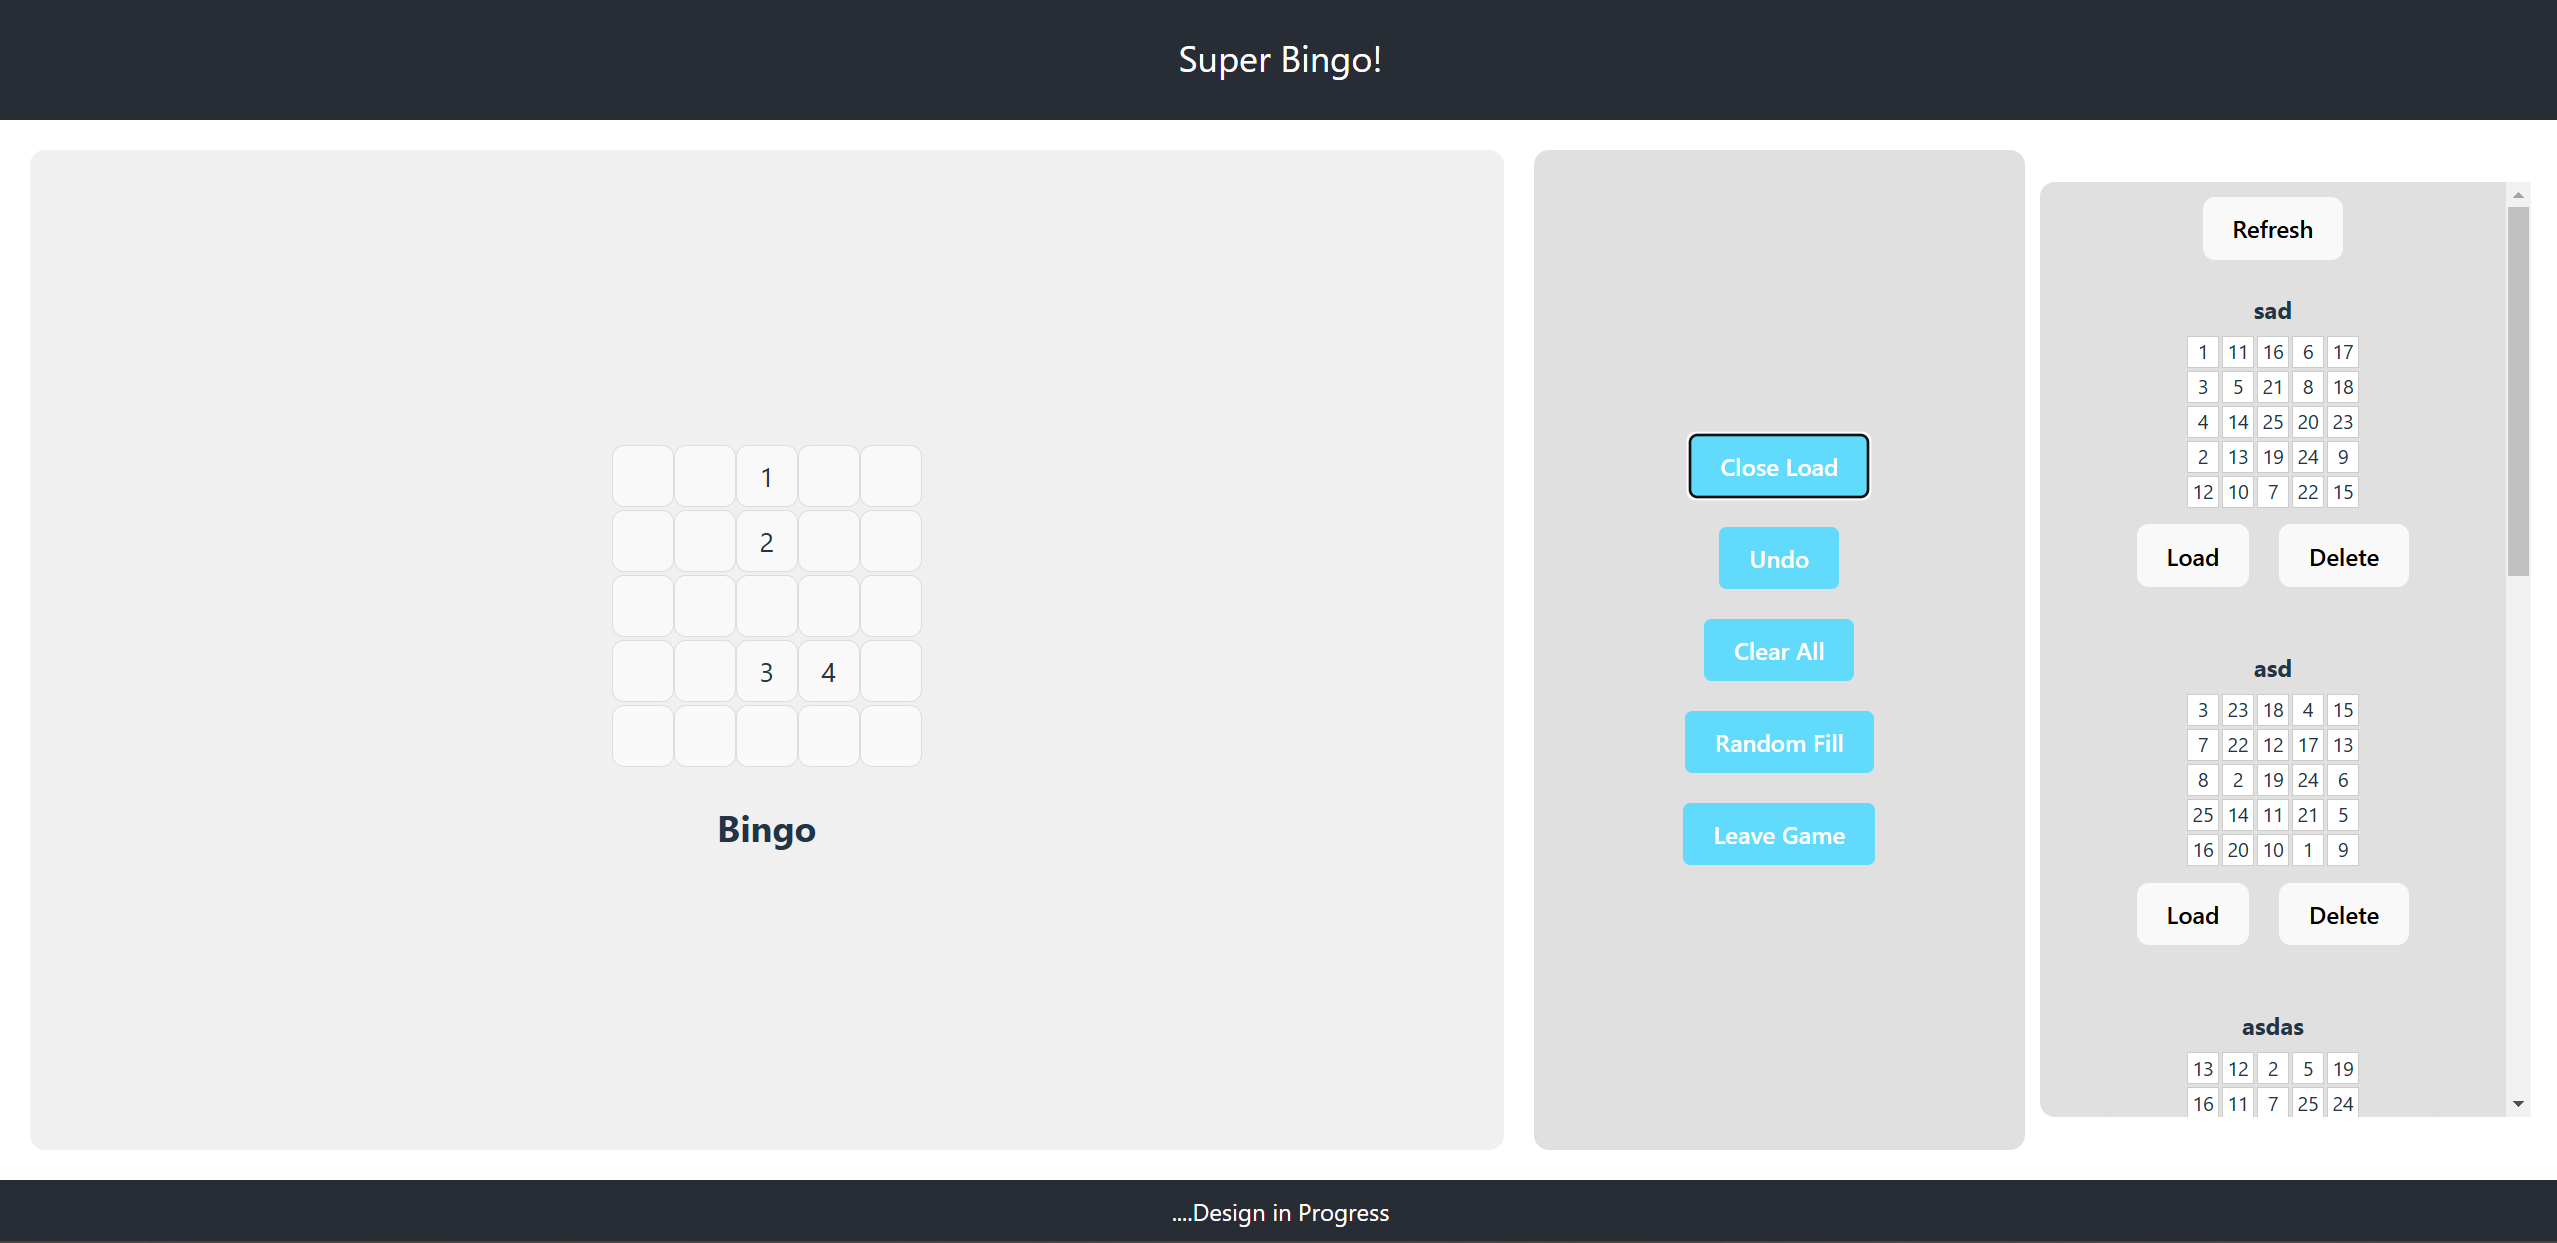 Super Bingo!
1
2
3 4
Bingo
Close Load
Undo
Clear All
Random Fill
Leave Game
Refresh
sad
1 11 16 6 17
3 5 21 8 18
4 14 25 20 23
2 13 19 24 9
12 10 7 22 15
Load Delete
asd
3 23 18 4 15
7 22 12 17 13
8 2 19 24 6
25 14 11 21 5
16 20 10 1 9
Load Delete
asdas
13 12 2 5 19
16 11 7 25 24
....Design in Progress